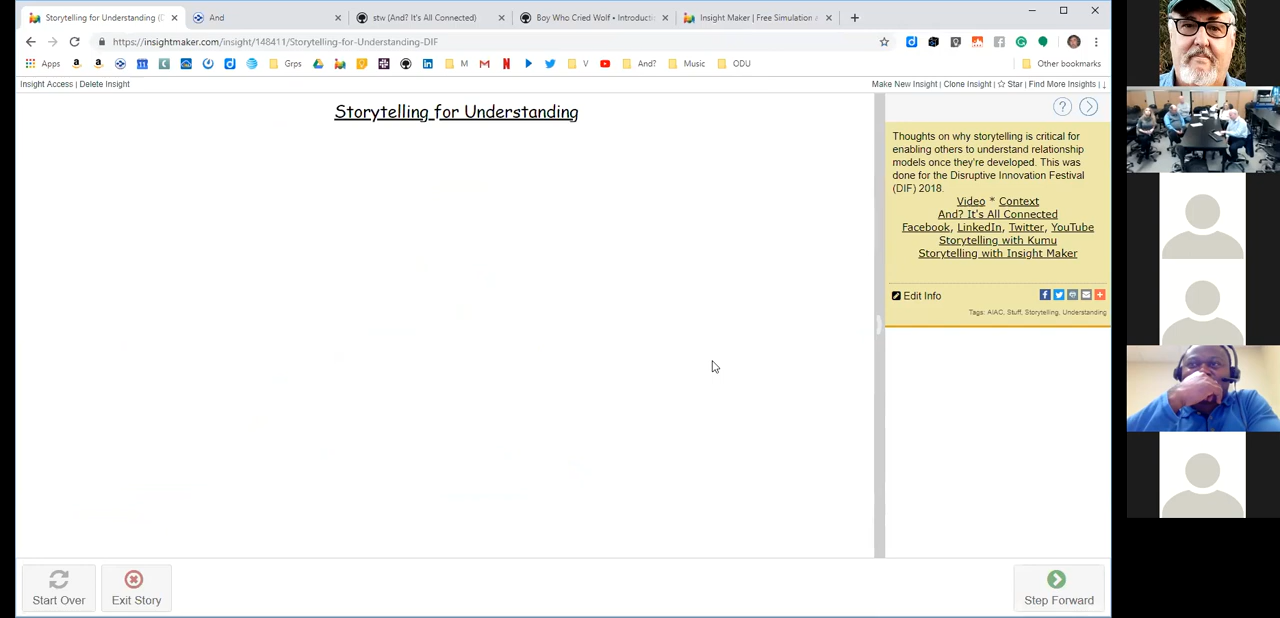 Storytelling for Understanding (D
And
stw (And? It's All Connected)
Boy Who Cried Wolf • Introducti
Insight Maker | Free Simulation a
https://insightmaker.com/insight/148411/Storytelling-for-Understanding-DIF
Apps
Grps
M
V
And?
Music
ODU
Other bookmarks
Insight Access | Delete Insight
Make New Insight | Clone Insight | Star | Find More Insights |
Storytelling for Understanding
Thoughts on why storytelling is critical for
enabling others to understand relationship
models once they're developed. This was
done for the Disruptive Innovation Festival
(DIF) 2018.
Video * Context
And? It's All Connected
Facebook, LinkedIn, Twitter, YouTube
Storytelling with Kumu
Storytelling with Insight Maker
Edit Info
Tags: AIAC, Stuff, Storytelling, Understanding
Start Over
Exit Story
Step Forward